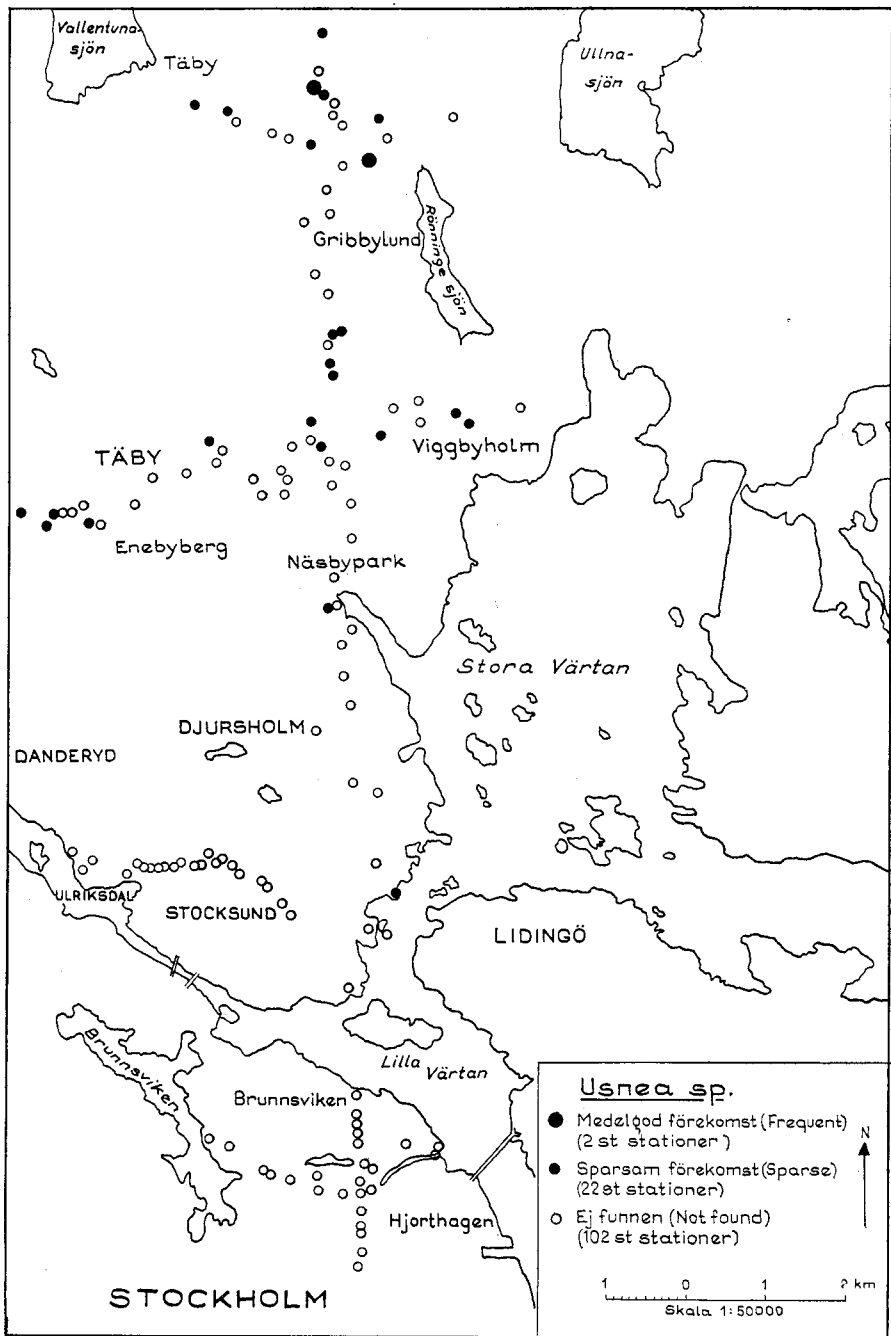 Vallentuna-
sjön
Täby
Ullna-
sjön
Rönninge sjön
Gribbylund
Viggbyholm
TÄBY
Enebyberg
Näsbypark
Stora Värtan
DJURSHOLM
DANDERYD
ULRIKSDAL
STOCKSUND
LIDINGÖ
Brunnsviken
Lilla
Värtan
Brunnsviken
Hjorthagen
STOCKHOLM
Usnea sp.
Medelgod förekomst (Frequent)
(2 st stationer)
Sparsam förekomst (Sparse)
(22 st stationer)
Ej funnen (Not found)
(102 st stationer)
N
1 0 1 2 km
Skala 1:50000